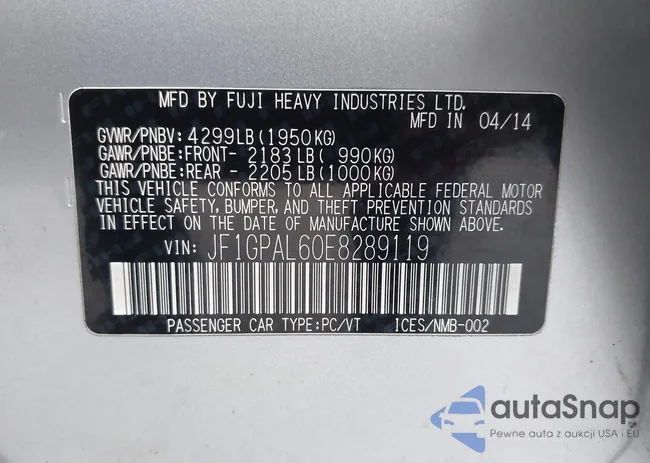 MFD BY FUJI HEAVY INDUSTRIES LTD.
MFD IN 04/14
GVWR/PNBV: 4299LB(1950KG)
GAWR/PNBE:FRONT- 2183LB( 990KG)
GAWR/PNBE:REAR - 2205LB(1000KG)
THIS VEHICLE CONFORMS TO ALL APPLICABLE FEDERAL MOTOR
VEHICLE SAFETY, BUMPER, AND THEFT PREVENTION STANDARDS
IN EFFECT ON THE DATE OF MANUFACTURE SHOWN ABOVE.
VIN: JF1GPAL60E8289119
PASSENGER CAR TYPE:PC/VT ICES/NMB-002
autaSnap
Pewne auta z aukcji USA i EU